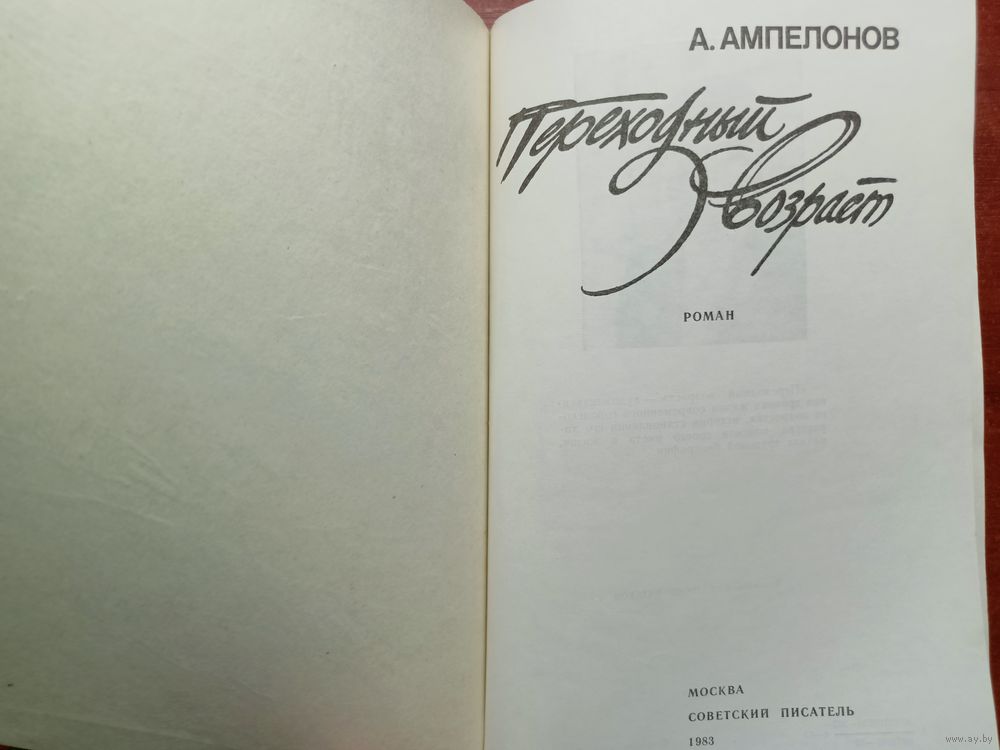 А. АМПЕЛОНОВ
Переходный
возраст
РОМАН
МОСКВА
СОВЕТСКИЙ ПИСАТЕЛЬ
1983
www.ay.by